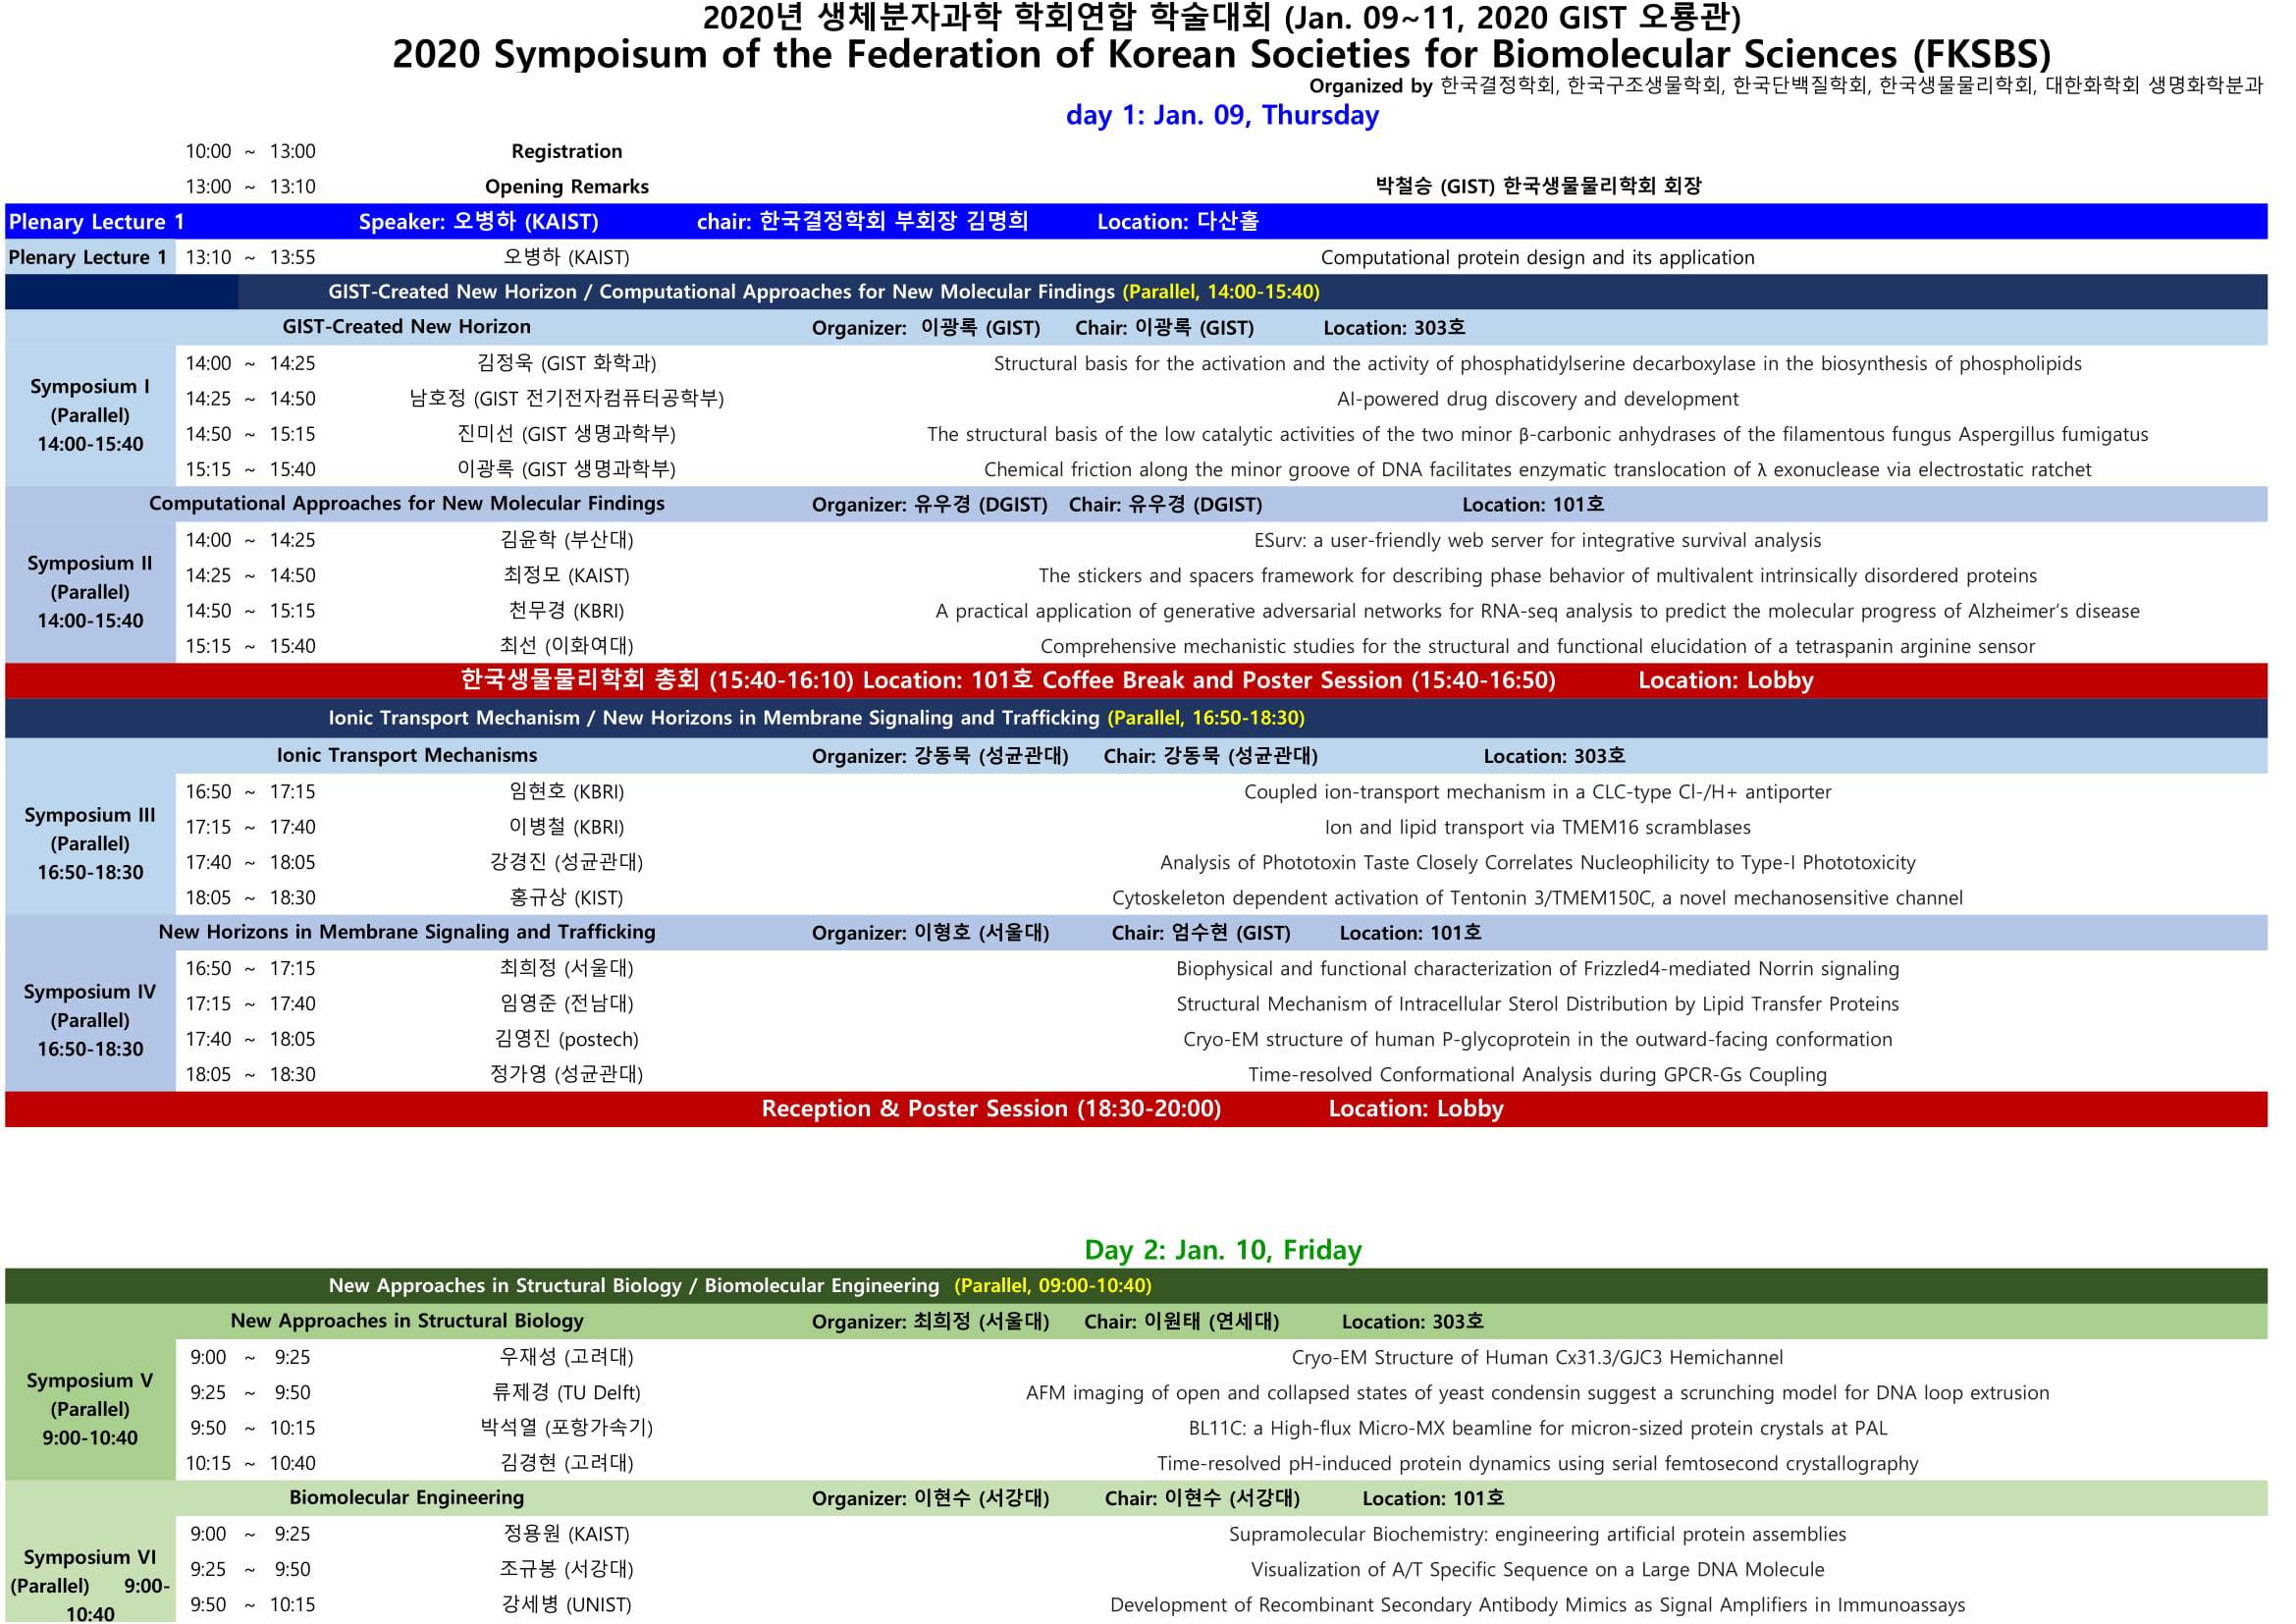 2020년 생체분자과학 학회연합 학술대회 (Jan. 09~11, 2020 GIST 오룡관)
2020 Sympoisum of the Federation of Korean Societies for Biomolecular Sciences (FKSBS)
Organized by 한국결정학회, 한국구조생물학회, 한국단백질학회, 한국생물물리학회, 대한화학회 생명화학분과
day 1: Jan. 09, Thursday
10:00 ~ 13:00 Registration
13:00 ~ 13:10 Opening Remarks 박철승 (GIST) 한국생물물리학회 회장
Plenary Lecture 1 Speaker: 오병하 (KAIST) chair: 한국결정학회 부회장 김명희 Location: 다산홀
Plenary Lecture 1 13:10 ~ 13:55 오병하 (KAIST) Computational protein design and its application
GIST-Created New Horizon / Computational Approaches for New Molecular Findings (Parallel, 14:00-15:40)
GIST-Created New Horizon Organizer: 이광록 (GIST) Chair: 이광록 (GIST) Location: 303호
Symposium I
(Parallel)
14:00-15:40
14:00 ~ 14:25 김정욱 (GIST 화학과) Structural basis for the activation and the activity of phosphatidylserine decarboxylase in the biosynthesis of phospholipids
14:25 ~ 14:50 남호정 (GIST 전기전자컴퓨터공학부) AI-powered drug discovery and development
14:50 ~ 15:15 진미선 (GIST 생명과학부) The structural basis of the low catalytic activities of the two minor β-carbonic anhydrases of the filamentous fungus Aspergillus fumigatus
15:15 ~ 15:40 이광록 (GIST 생명과학부) Chemical friction along the minor groove of DNA facilitates enzymatic translocation of λ exonuclease via electrostatic ratchet
Computational Approaches for New Molecular Findings Organizer: 유우경 (DGIST) Chair: 유우경 (DGIST) Location: 101호
Symposium II
(Parallel)
14:00-15:40
14:00 ~ 14:25 김윤학 (부산대) ESurv: a user-friendly web server for integrative survival analysis
14:25 ~ 14:50 최정모 (KAIST) The stickers and spacers framework for describing phase behavior of multivalent intrinsically disordered proteins
14:50 ~ 15:15 천무경 (KBRI) A practical application of generative adversarial networks for RNA-seq analysis to predict the molecular progress of Alzheimer’s disease
15:15 ~ 15:40 최선 (이화여대) Comprehensive mechanistic studies for the structural and functional elucidation of a tetraspanin arginine sensor
한국생물물리학회 총회 (15:40-16:10) Location: 101호 Coffee Break and Poster Session (15:40-16:50) Location: Lobby
Ionic Transport Mechanism / New Horizons in Membrane Signaling and Trafficking (Parallel, 16:50-18:30)
Ionic Transport Mechanisms Organizer: 강동묵 (성균관대) Chair: 강동묵 (성균관대) Location: 303호
Symposium III
(Parallel)
16:50-18:30
16:50 ~ 17:15 임현호 (KBRI) Coupled ion-transport mechanism in a CLC-type Cl-/H+ antiporter
17:15 ~ 17:40 이병철 (KBRI) Ion and lipid transport via TMEM16 scramblases
17:40 ~ 18:05 강경진 (성균관대) Analysis of Phototoxin Taste Closely Correlates Nucleophilicity to Type-I Phototoxicity
18:05 ~ 18:30 홍규상 (KIST) Cytoskeleton dependent activation of Tentonin 3/TMEM150C, a novel mechanosensitive channel
New Horizons in Membrane Signaling and Trafficking Organizer: 이형호 (서울대) Chair: 엄수현 (GIST) Location: 101호
Symposium IV
(Parallel)
16:50-18:30
16:50 ~ 17:15 최희정 (서울대) Biophysical and functional characterization of Frizzled4-mediated Norrin signaling
17:15 ~ 17:40 임영준 (전남대) Structural Mechanism of Intracellular Sterol Distribution by Lipid Transfer Proteins
17:40 ~ 18:05 김영진 (postech) Cryo-EM structure of human P-glycoprotein in the outward-facing conformation
18:05 ~ 18:30 정가영 (성균관대) Time-resolved Conformational Analysis during GPCR-Gs Coupling
Reception & Poster Session (18:30-20:00) Location: Lobby
Day 2: Jan. 10, Friday
New Approaches in Structural Biology / Biomolecular Engineering (Parallel, 09:00-10:40)
New Approaches in Structural Biology Organizer: 최희정 (서울대) Chair: 이원태 (연세대) Location: 303호
Symposium V
(Parallel)
9:00-10:40
9:00 ~ 9:25 우재성 (고려대) Cryo-EM Structure of Human Cx31.3/GJC3 Hemichannel
9:25 ~ 9:50 류제경 (TU Delft) AFM imaging of open and collapsed states of yeast condensin suggest a scrunching model for DNA loop extrusion
9:50 ~ 10:15 박석열 (포항가속기) BL11C: a High-flux Micro-MX beamline for micron-sized protein crystals at PAL
10:15 ~ 10:40 김경현 (고려대) Time-resolved pH-induced protein dynamics using serial femtosecond crystallography
Biomolecular Engineering Organizer: 이현수 (서강대) Chair: 이현수 (서강대) Location: 101호
Symposium VI
(Parallel) 9:00-
10:40
9:00 ~ 9:25 정용원 (KAIST) Supramolecular Biochemistry: engineering artificial protein assemblies
9:25 ~ 9:50 조규봉 (서강대) Visualization of A/T Specific Sequence on a Large DNA Molecule
9:50 ~ 10:15 강세병 (UNIST) Development of Recombinant Secondary Antibody Mimics as Signal Amplifiers in Immunoassays